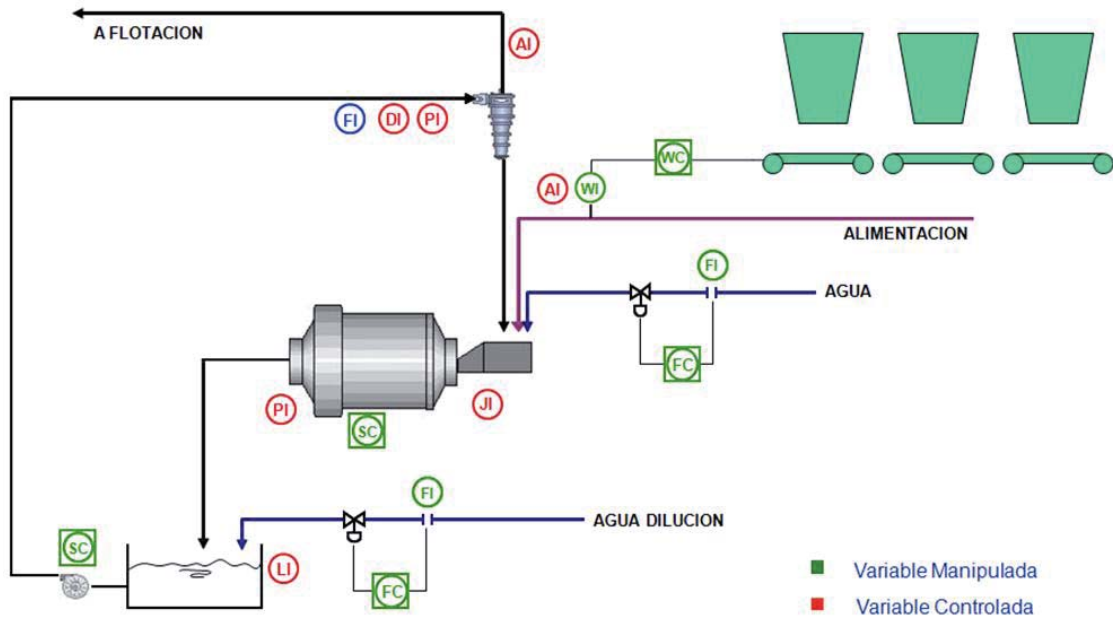 A FLOTACION
AI
FI
DI
PI
WC
AI
WI
ALIMENTACION
FI
AGUA
FC
PI
JI
SC
FI
AGUA DILUCION
SC
LI
FC
Variable Manipulada
Variable Controlada